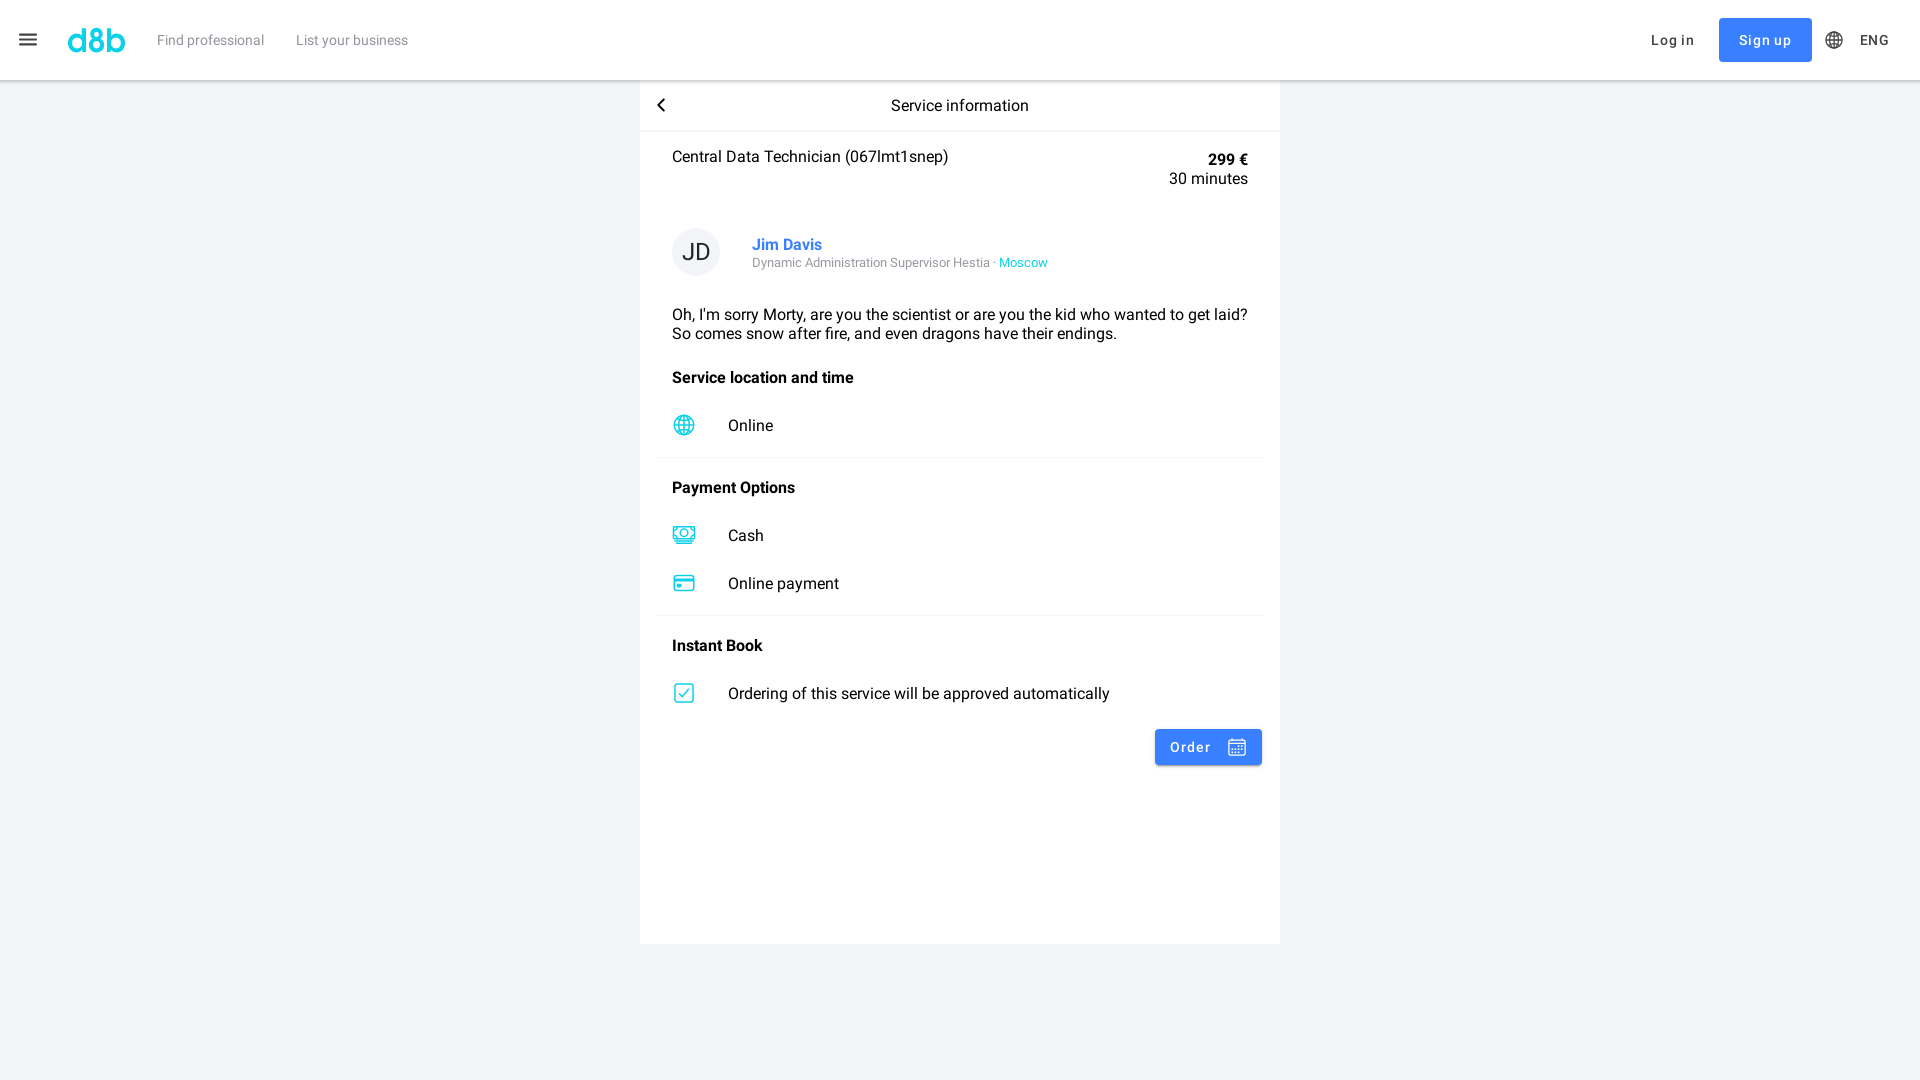 d8b
Find professional
List your business
Log in
Sign up
ENG
Service information
Central Data Technician (067lmt1snep)
299 €
30 minutes
JD
Jim Davis
Dynamic Administration Supervisor Hestia · Moscow
Oh, I'm sorry Morty, are you the scientist or are you the kid who wanted to get laid?
So comes snow after fire, and even dragons have their endings.
Service location and time
Online
Payment Options
Cash
Online payment
Instant Book
Ordering of this service will be approved automatically
Order